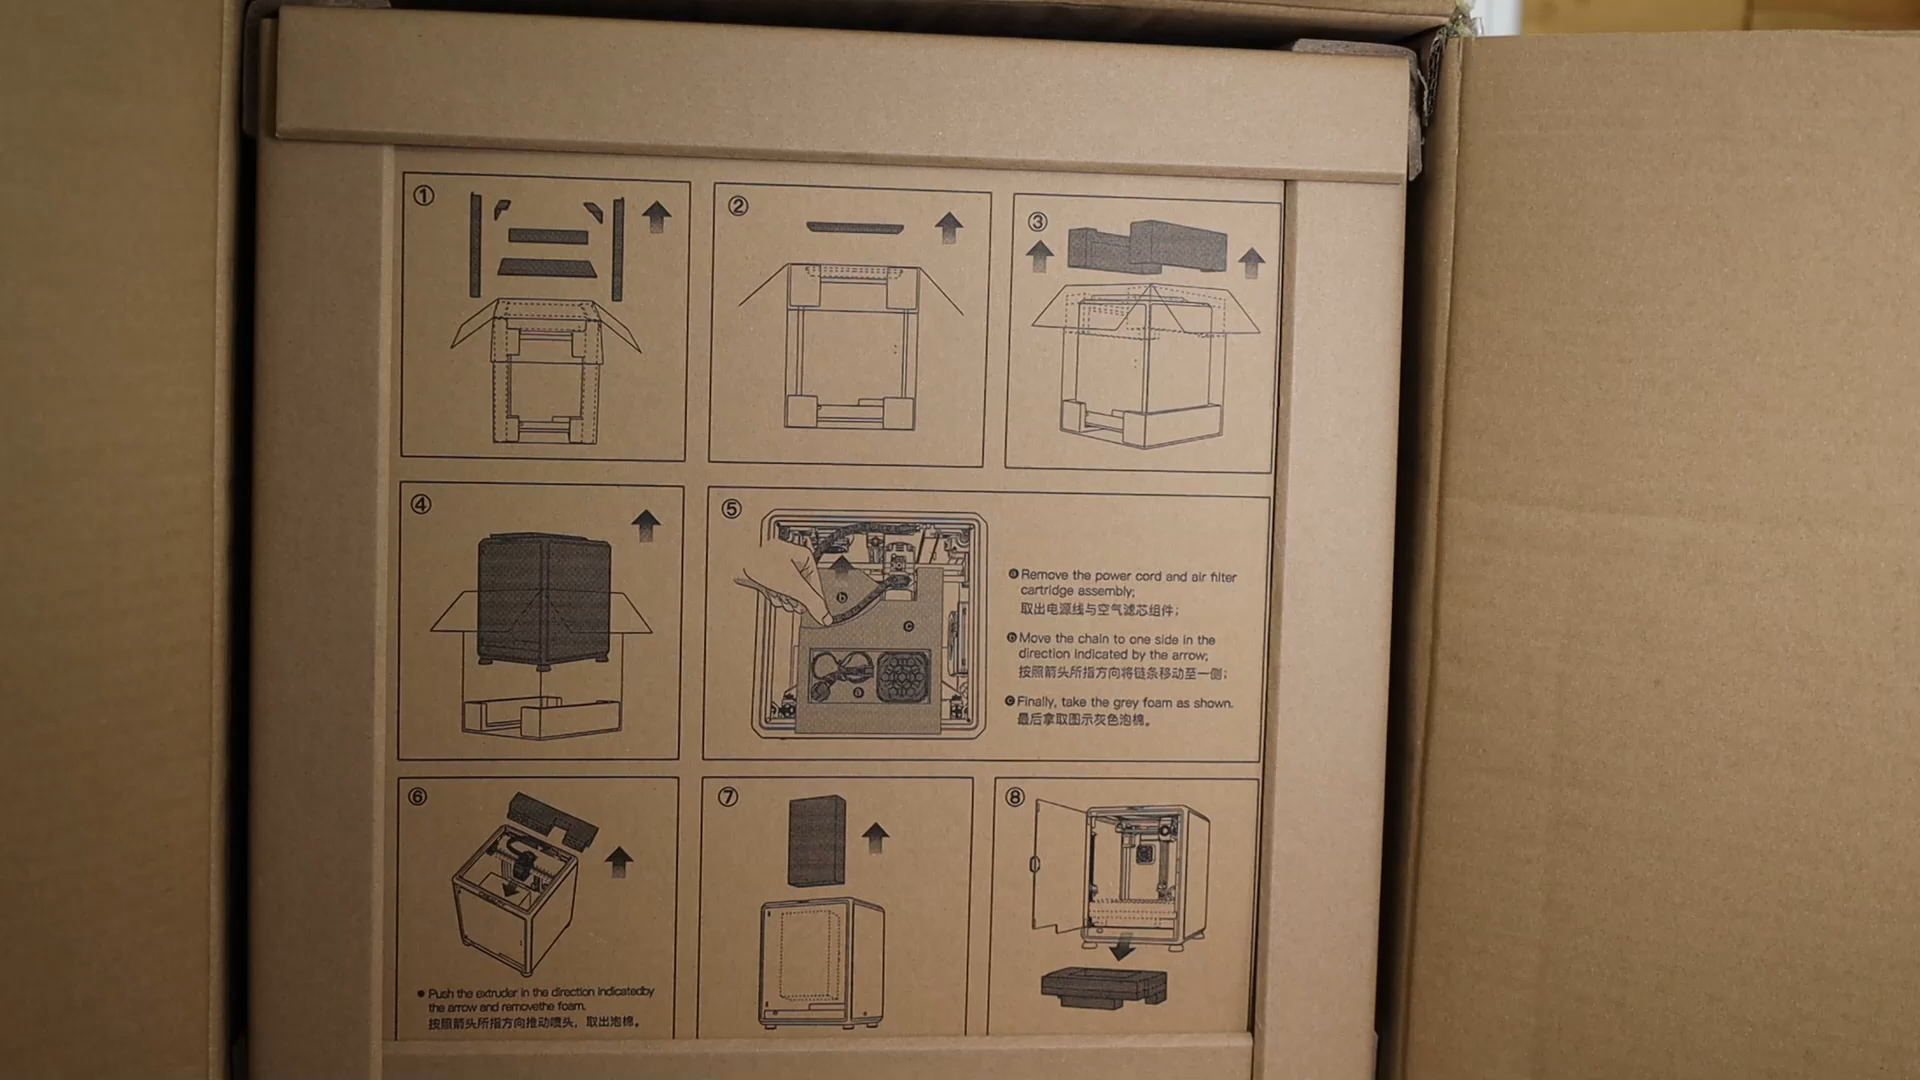 ①
②
③
④
⑤
b
c
a
a Remove the power cord and air filter
cartridge assembly;
取出电源线与空气滤芯组件;
b Move the chain to one side in the
direction indicated by the arrow;
按照箭头所指方向将链条移动至一侧;
c Finally, take the grey foam as shown.
最后拿取图示灰色泡棉。
⑥
• Push the extruder in the direction indicatedby
the arrow and removethe foam.
按照箭头所指方向推动喷头，取出泡棉。
⑦
⑧